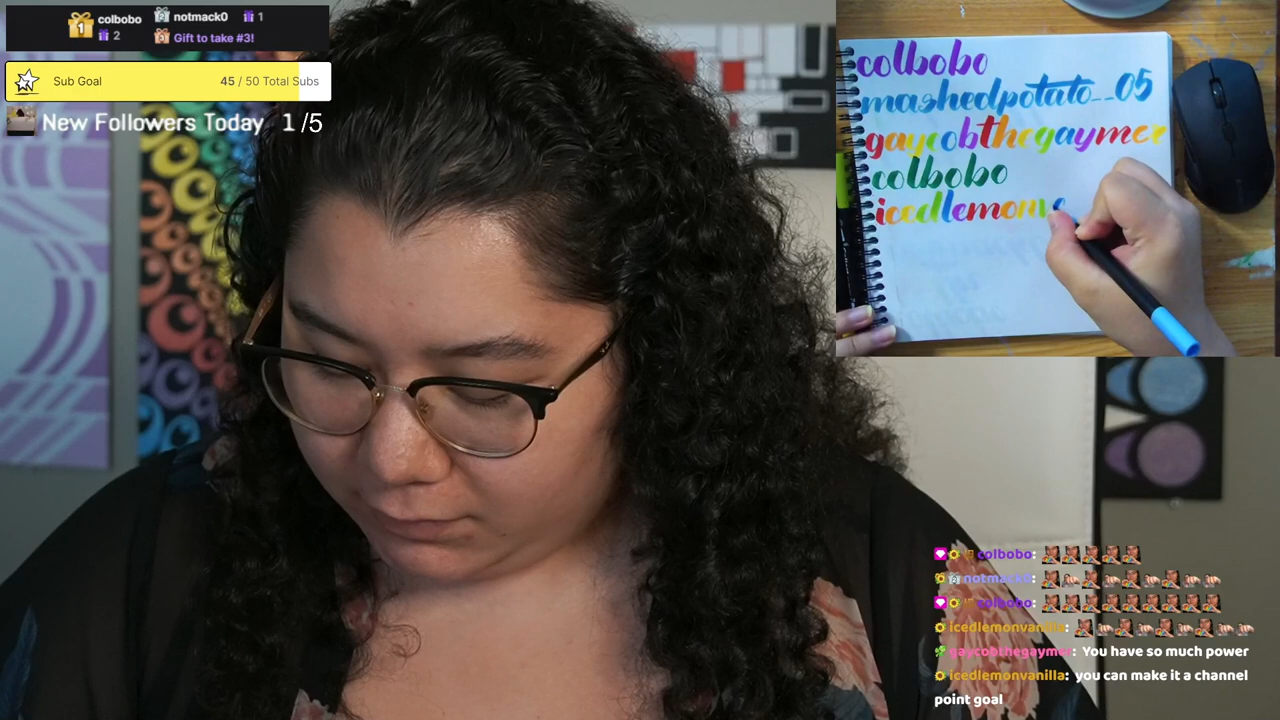 colbobo
2
notmack0 1
Gift to take #3!
Sub Goal 45 / 50 Total Subs
New Followers Today 1 /5
colbobo
mashedpotato__05
gaycobthegaymer
colbobo
icedlemonv
colbobo:
notmack0:
colbobo:
icedlemonvanilla:
gaycobthegaymer: You have so much power
icedlemonvanilla: you can make it a channel
point goal